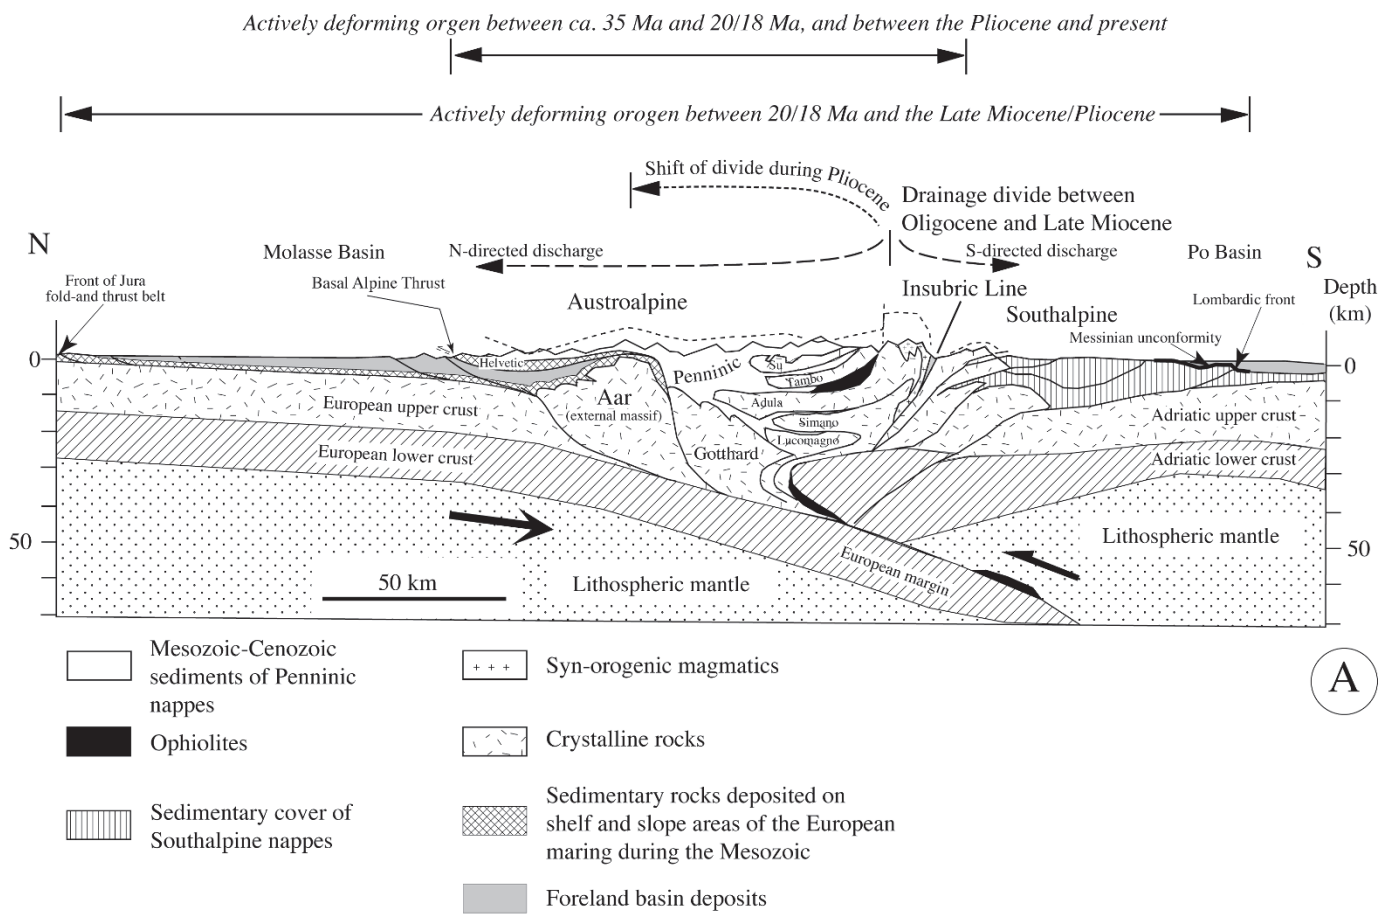 Actively deforming orgen between ca. 35 Ma and 20/18 Ma, and between the Pliocene and present
Actively deforming orogen between 20/18 Ma and the Late Miocene/Pliocene
Shift of divide during Pliocene
Drainage divide between
Oligocene and Late Miocene
N
Molasse Basin
N-directed discharge
S-directed discharge
Po Basin
S
Front of Jura
fold-and thrust belt
Basal Alpine Thrust
Austroalpine
Insubric Line
Southalpine
Lombardic front
Messinian unconformity
Depth
(km)
0
0
Helvetic
Penninic
Su
Tambo
Aar
(external massif)
Adula
Simano
Lucomagno
Gotthard
European upper crust
European lower crust
Adriatic upper crust
Adriatic lower crust
50
50
European margin
Lithospheric mantle
Lithospheric mantle
50 km
Mesozoic-Cenozoic
sediments of Penninic
nappes
Ophiolites
Sedimentary cover of
Southalpine nappes
+ + +
Syn-orogenic magmatics
Crystalline rocks
Sedimentary rocks deposited on
shelf and slope areas of the European
maring during the Mesozoic
Foreland basin deposits
A